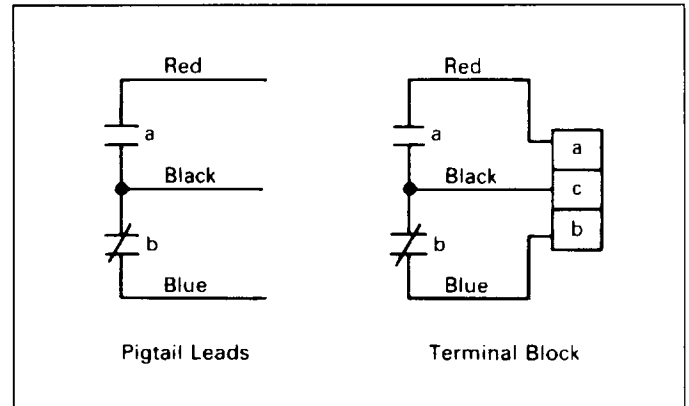 Red
a
Black
b
Blue
Pigtail Leads
Red
a
Black
b
Blue
a
c
b
Terminal Block